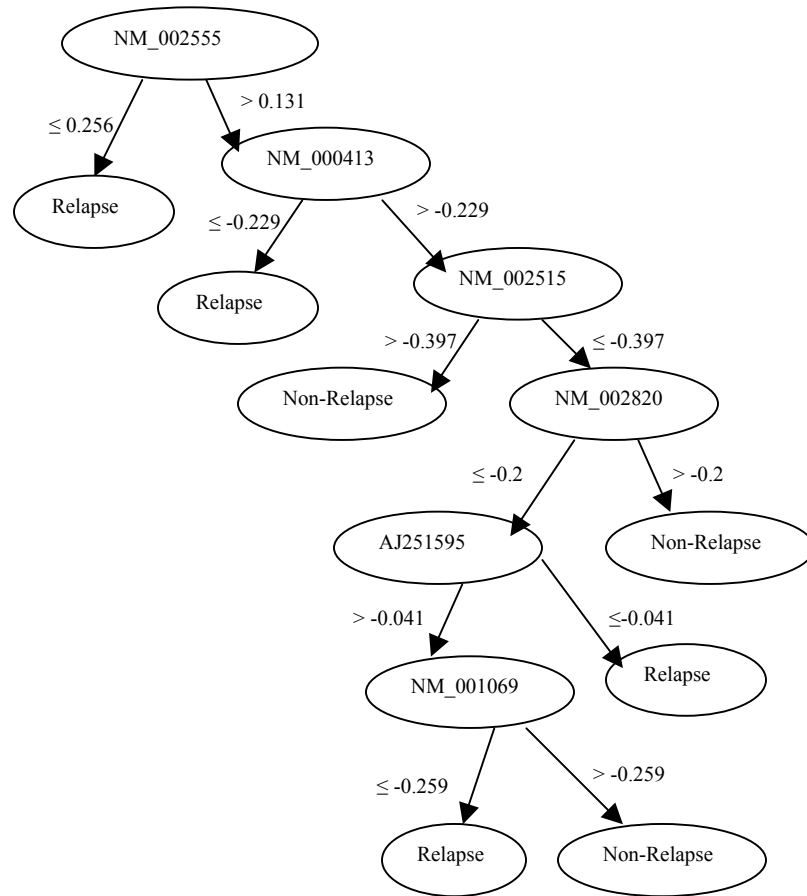 NM_002555
≤ 0.256
> 0.131
NM_000413
Relapse
≤ -0.229
> -0.229
NM_002515
Relapse
> -0.397
≤ -0.397
Non-Relapse
NM_002820
≤ -0.2
> -0.2
AJ251595
Non-Relapse
> -0.041
≤-0.041
NM_001069
Relapse
≤ -0.259
> -0.259
Relapse
Non-Relapse